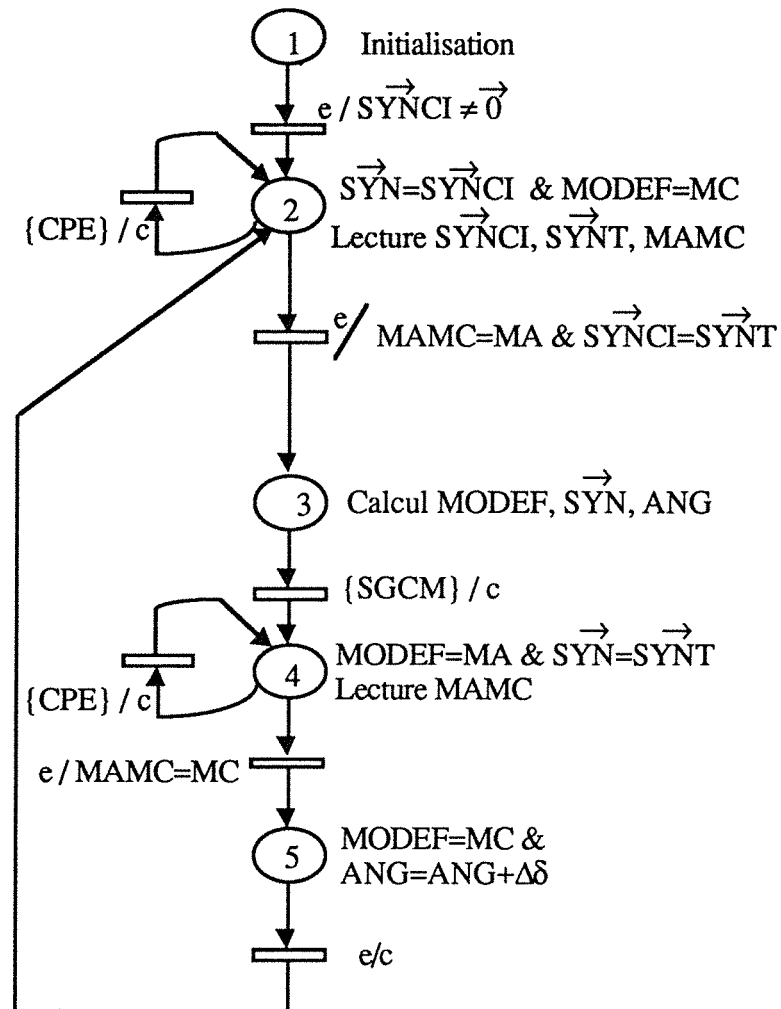 1 Initialisation
e / SYNCI ≠ 0
SYN=SYNCI & MODEF=MC
2
{CPE} / c
Lecture SYNCI, SYNT, MAMC
e/ MAMC=MA & SYNCI=SYNT
3 Calcul MODEF, SYN, ANG
{SGCM} / c
MODEF=MA & SYN=SYNT
4
Lecture MAMC
{CPE} / c
e / MAMC=MC
MODEF=MC &
5
ANG=ANG+Δδ
e/c